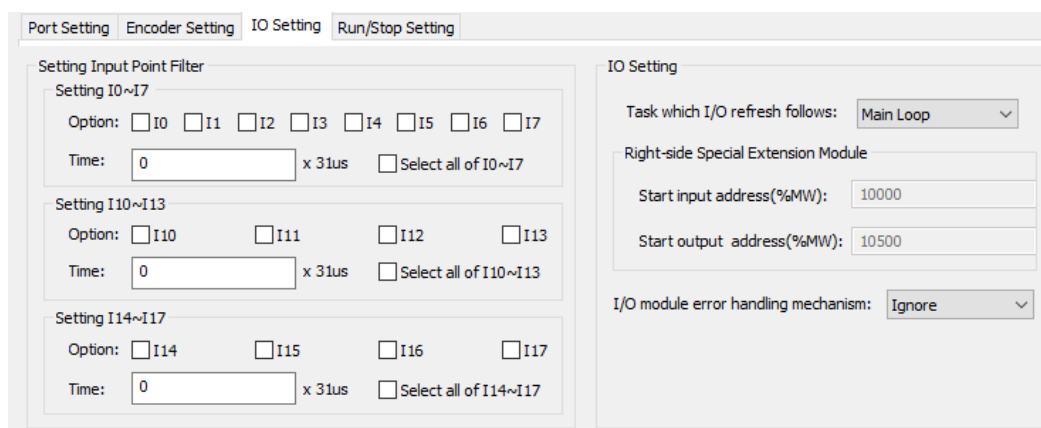 Port Setting Encoder Setting IO Setting Run/Stop Setting
Setting Input Point Filter
Setting I0~I7
Option: I0 I1 I2 I3 I4 I5 I6 I7
Time: 0 x 31us Select all of I0~I7
Setting I10~I13
Option: I10 I11 I12 I13
Time: 0 x 31us Select all of I10~I13
Setting I14~I17
Option: I14 I15 I16 I17
Time: 0 x 31us Select all of I14~I17
IO Setting
Task which I/O refresh follows: Main Loop
Right-side Special Extension Module
Start input address(%MW): 10000
Start output address(%MW): 10500
I/O module error handling mechanism: Ignore